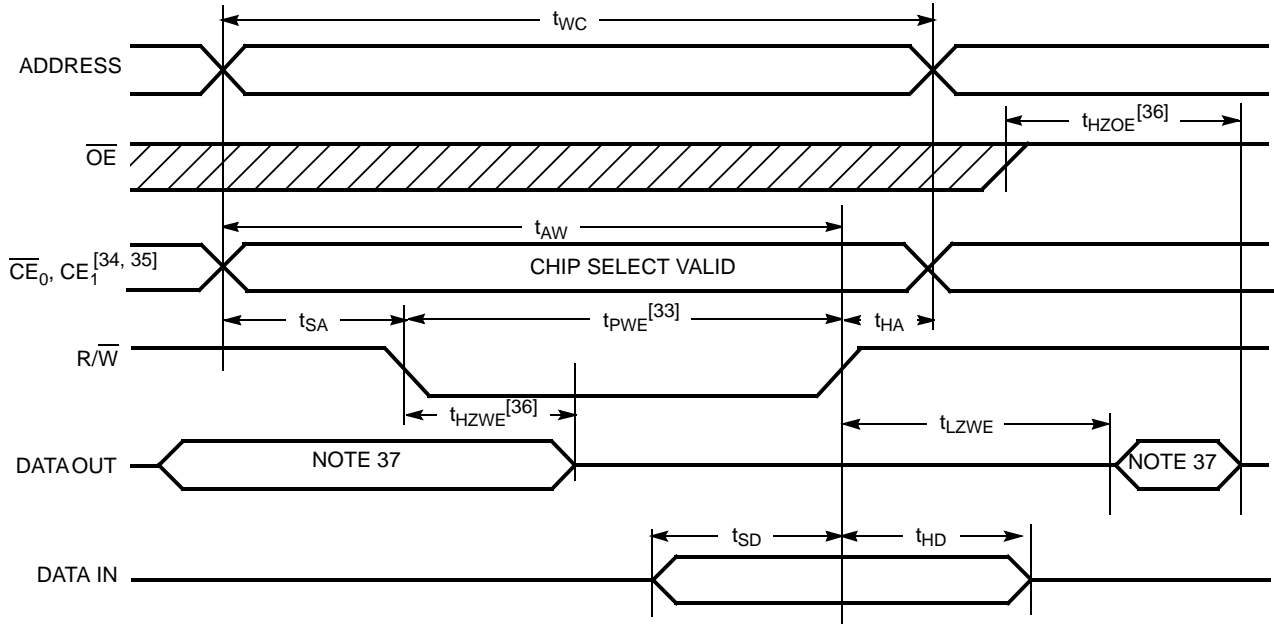 tWC
ADDRESS
tHZOE[36]
OE
tAW
CE0, CE1[34, 35]
CHIP SELECT VALID
tSA
tPWE[33]
tHA
R/W
tHZWE[36]
tLZWE
DATA OUT
NOTE 37
NOTE 37
tSD
tHD
DATA IN